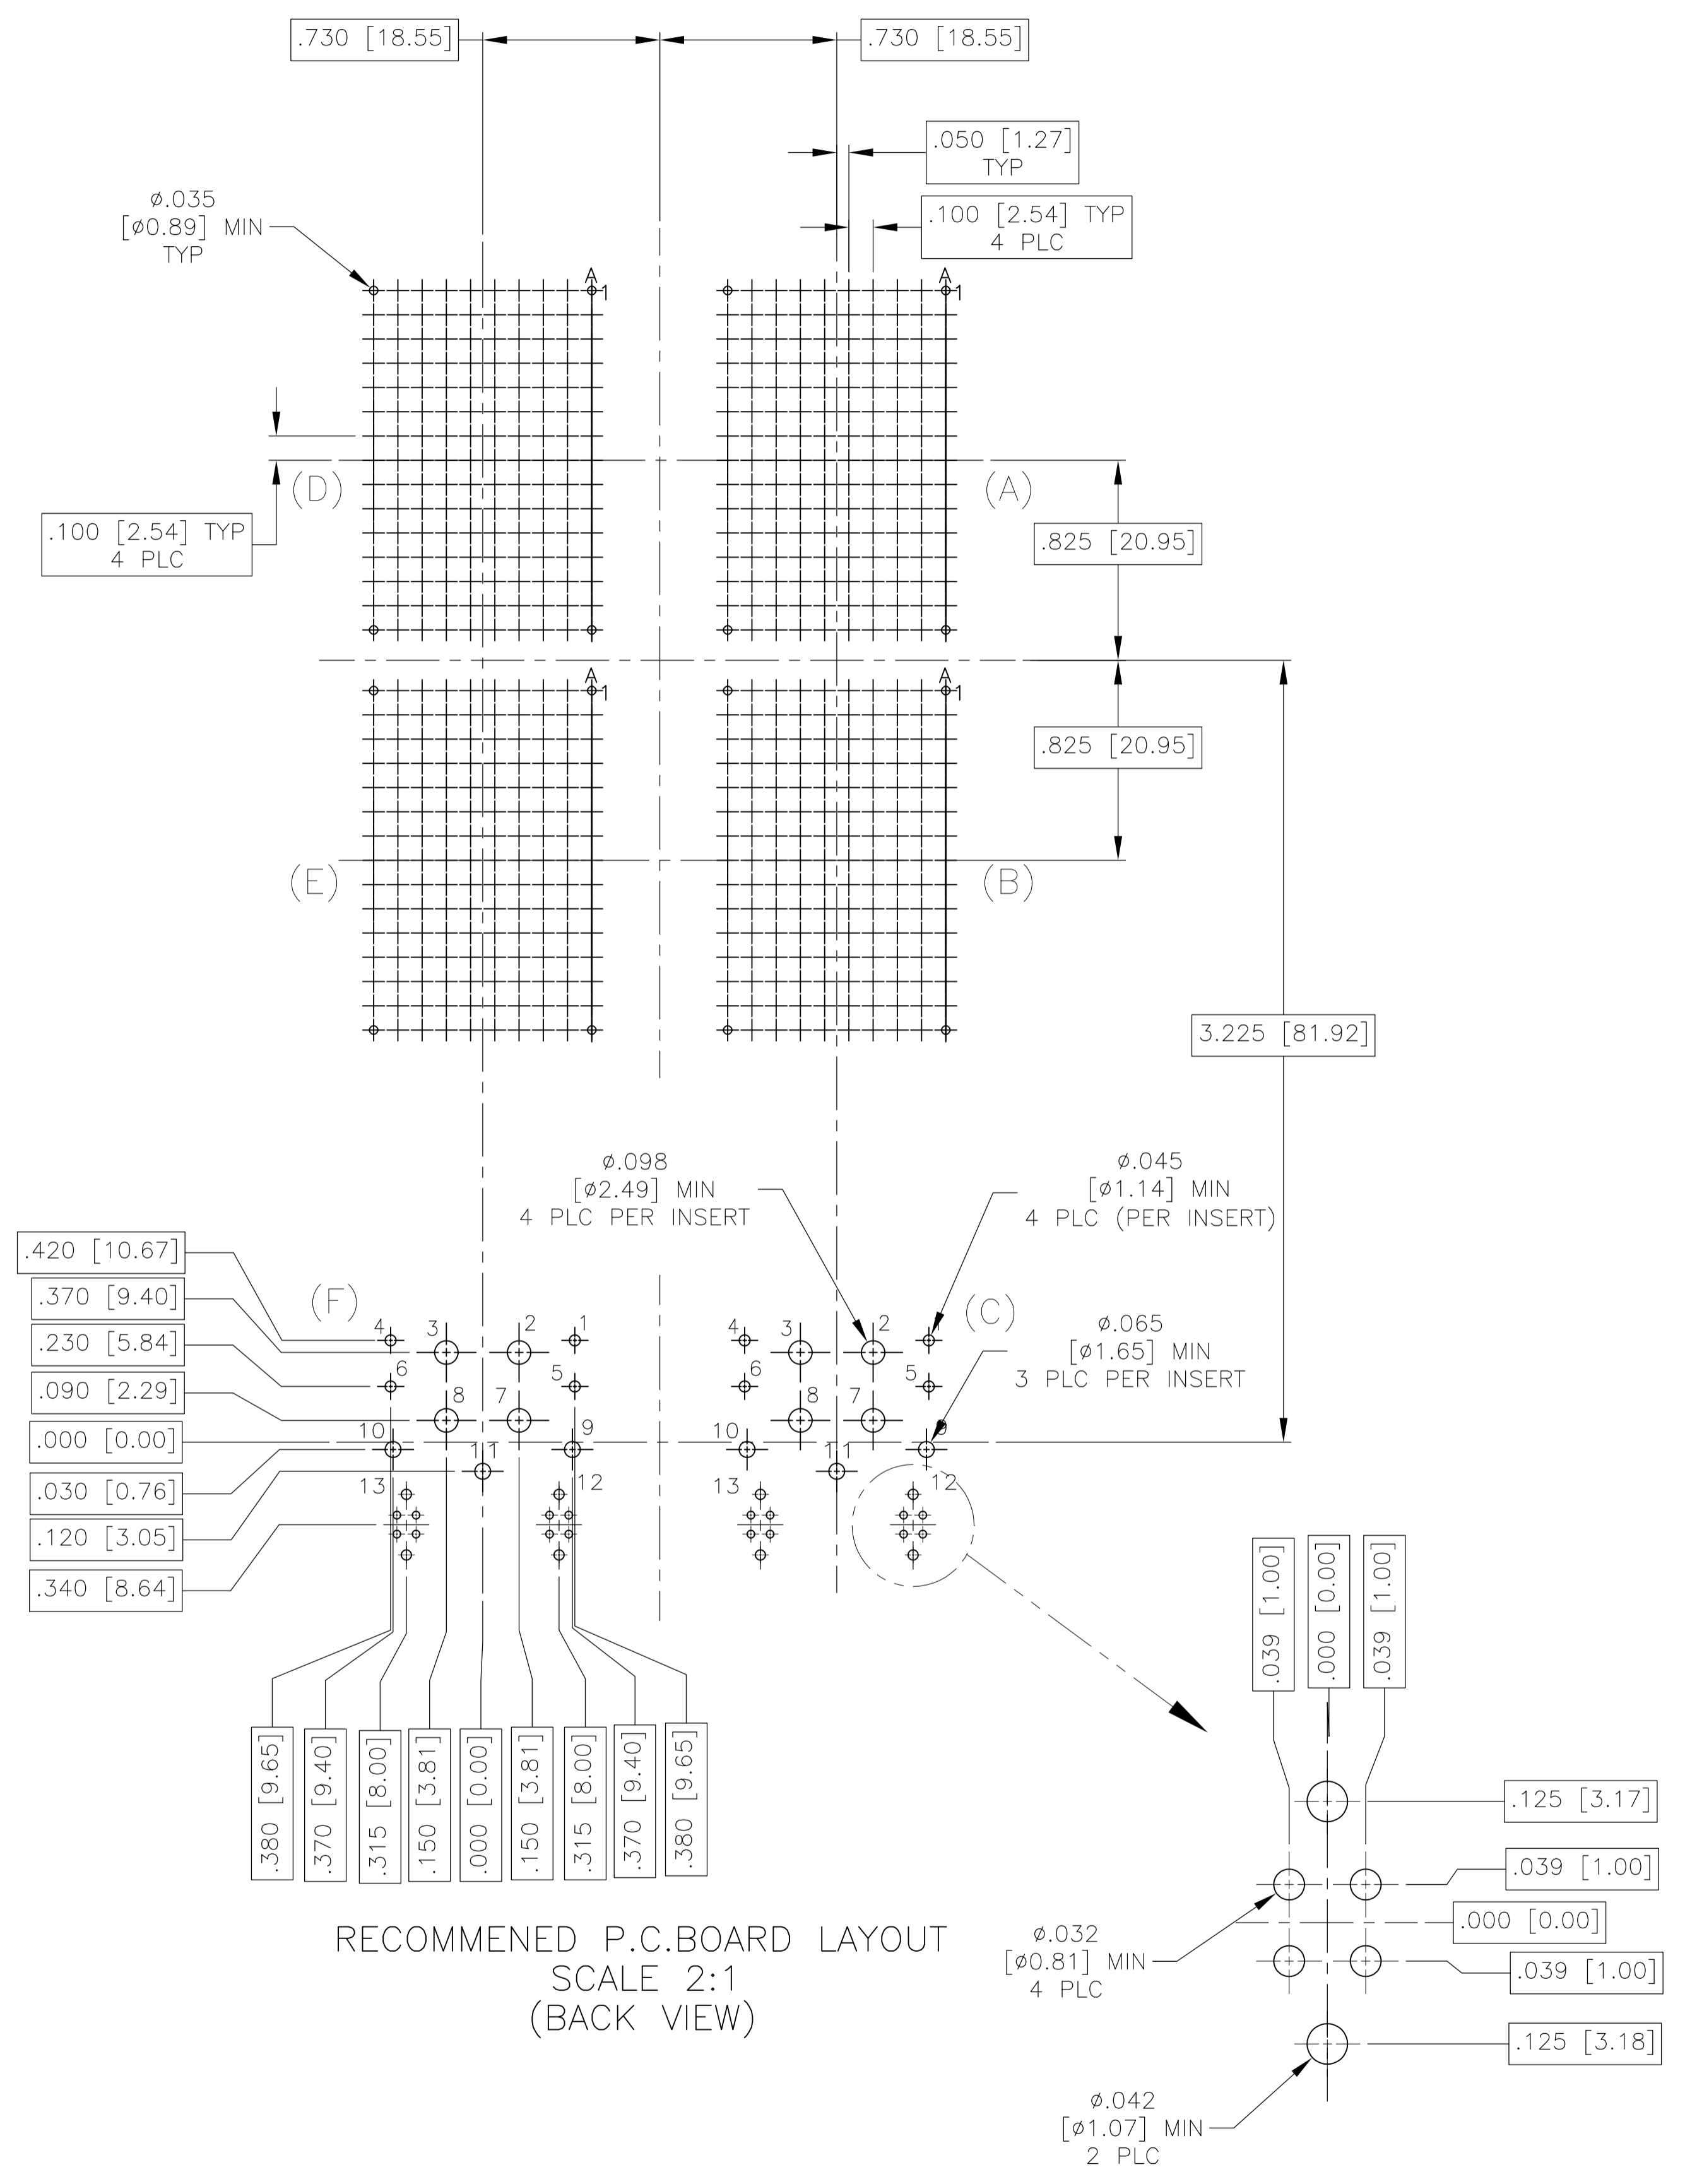 .730 [18.55]
.730 [18.55]
.050 [1.27]
TYP
.100 [2.54] TYP
4 PLC
ø.035
[ø0.89] MIN
TYP
A
1
A
1
(D)
(A)
.100 [2.54] TYP
4 PLC
.825 [20.95]
A
1
A
1
.825 [20.95]
(E)
(B)
3.225 [81.92]
ø.098
[ø2.49] MIN
4 PLC PER INSERT
ø.045
[ø1.14] MIN
4 PLC (PER INSERT)
ø.065
[ø1.65] MIN
3 PLC PER INSERT
.420 [10.67]
.370 [9.40]
.230 [5.84]
.090 [2.29]
.000 [0.00]
.030 [0.76]
.120 [3.05]
.340 [8.64]
(F)
(C)
4 3 2 1
4 3 2 1
6 5
6 5
8 7
8 7
10 11 9
10 11 9
13 12
13 12
.380 [9.65]
.370 [9.40]
.315 [8.00]
.150 [3.81]
.000 [0.00]
.150 [3.81]
.315 [8.00]
.370 [9.40]
.380 [9.65]
.039 [1.00]
.000 [0.00]
.039 [1.00]
.125 [3.17]
.039 [1.00]
.000 [0.00]
.039 [1.00]
.125 [3.18]
ø.032
[ø0.81] MIN
4 PLC
ø.042
[ø1.07] MIN
2 PLC
RECOMMENED P.C.BOARD LAYOUT
SCALE 2:1
(BACK VIEW)